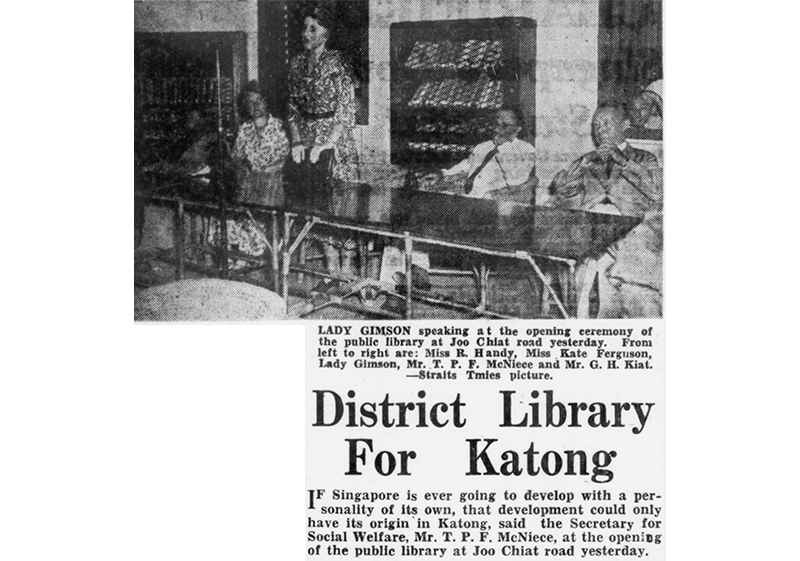 LADY GIMSON speaking at the opening ceremony of
the public library at Joo Chiat road yesterday. From
left to right are: Miss R. Handy, Miss Kate Ferguson,
Lady Gimson, Mr. T. P. F. McNiece and Mr. G. H. Kiat.
—Straits Tmies picture.
District Library
For Katong
IF Singapore is ever going to develop with a per-
sonality of its own, that development could only
have its origin in Katong, said the Secretary for
Social Welfare, Mr. T. P. F. McNiece, at the opening
of the public library at Joo Chiat road yesterday.